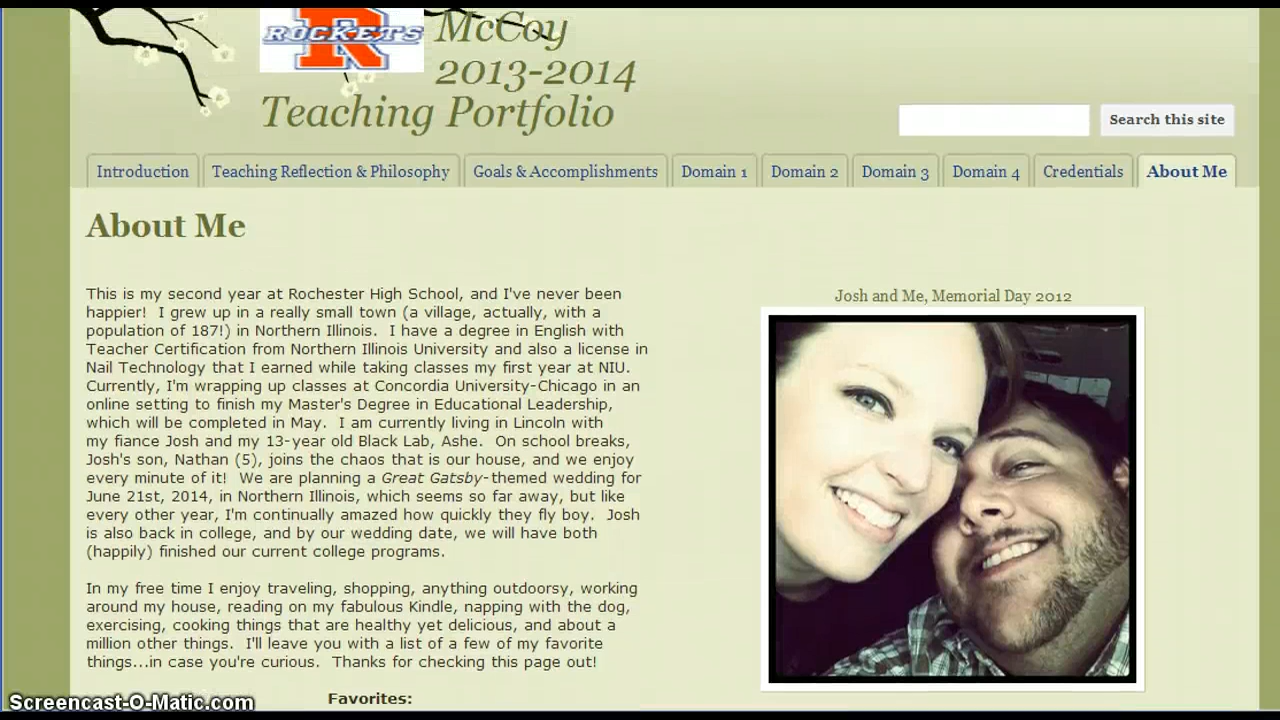 ROCKETS
R
McCoy
2013-2014
Teaching Portfolio
Search this site
Introduction
Teaching Reflection & Philosophy
Goals & Accomplishments
Domain 1
Domain 2
Domain 3
Domain 4
Credentials
About Me
About Me
This is my second year at Rochester High School, and I've never been
happier!  I grew up in a really small town (a village, actually, with a
population of 187!) in Northern Illinois.  I have a degree in English with
Teacher Certification from Northern Illinois University and also a license in
Nail Technology that I earned while taking classes my first year at NIU.
Currently, I'm wrapping up classes at Concordia University-Chicago in an
online setting to finish my Master's Degree in Educational Leadership,
which will be completed in May.  I am currently living in Lincoln with
my fiance Josh and my 13-year old Black Lab, Ashe.  On school breaks,
Josh's son, Nathan (5), joins the chaos that is our house, and we enjoy
every minute of it!  We are planning a Great Gatsby-themed wedding for
June 21st, 2014, in Northern Illinois, which seems so far away, but like
every other year, I'm continually amazed how quickly they fly boy.  Josh
is also back in college, and by our wedding date, we will have both
(happily) finished our current college programs.
In my free time I enjoy traveling, shopping, anything outdoorsy, working
around my house, reading on my fabulous Kindle, napping with the dog,
exercising, cooking things that are healthy yet delicious, and about a
million other things.  I'll leave you with a list of a few of my favorite
things...in case you're curious.  Thanks for checking this page out!
Favorites:
Josh and Me, Memorial Day 2012
Screencast-O-Matic.com